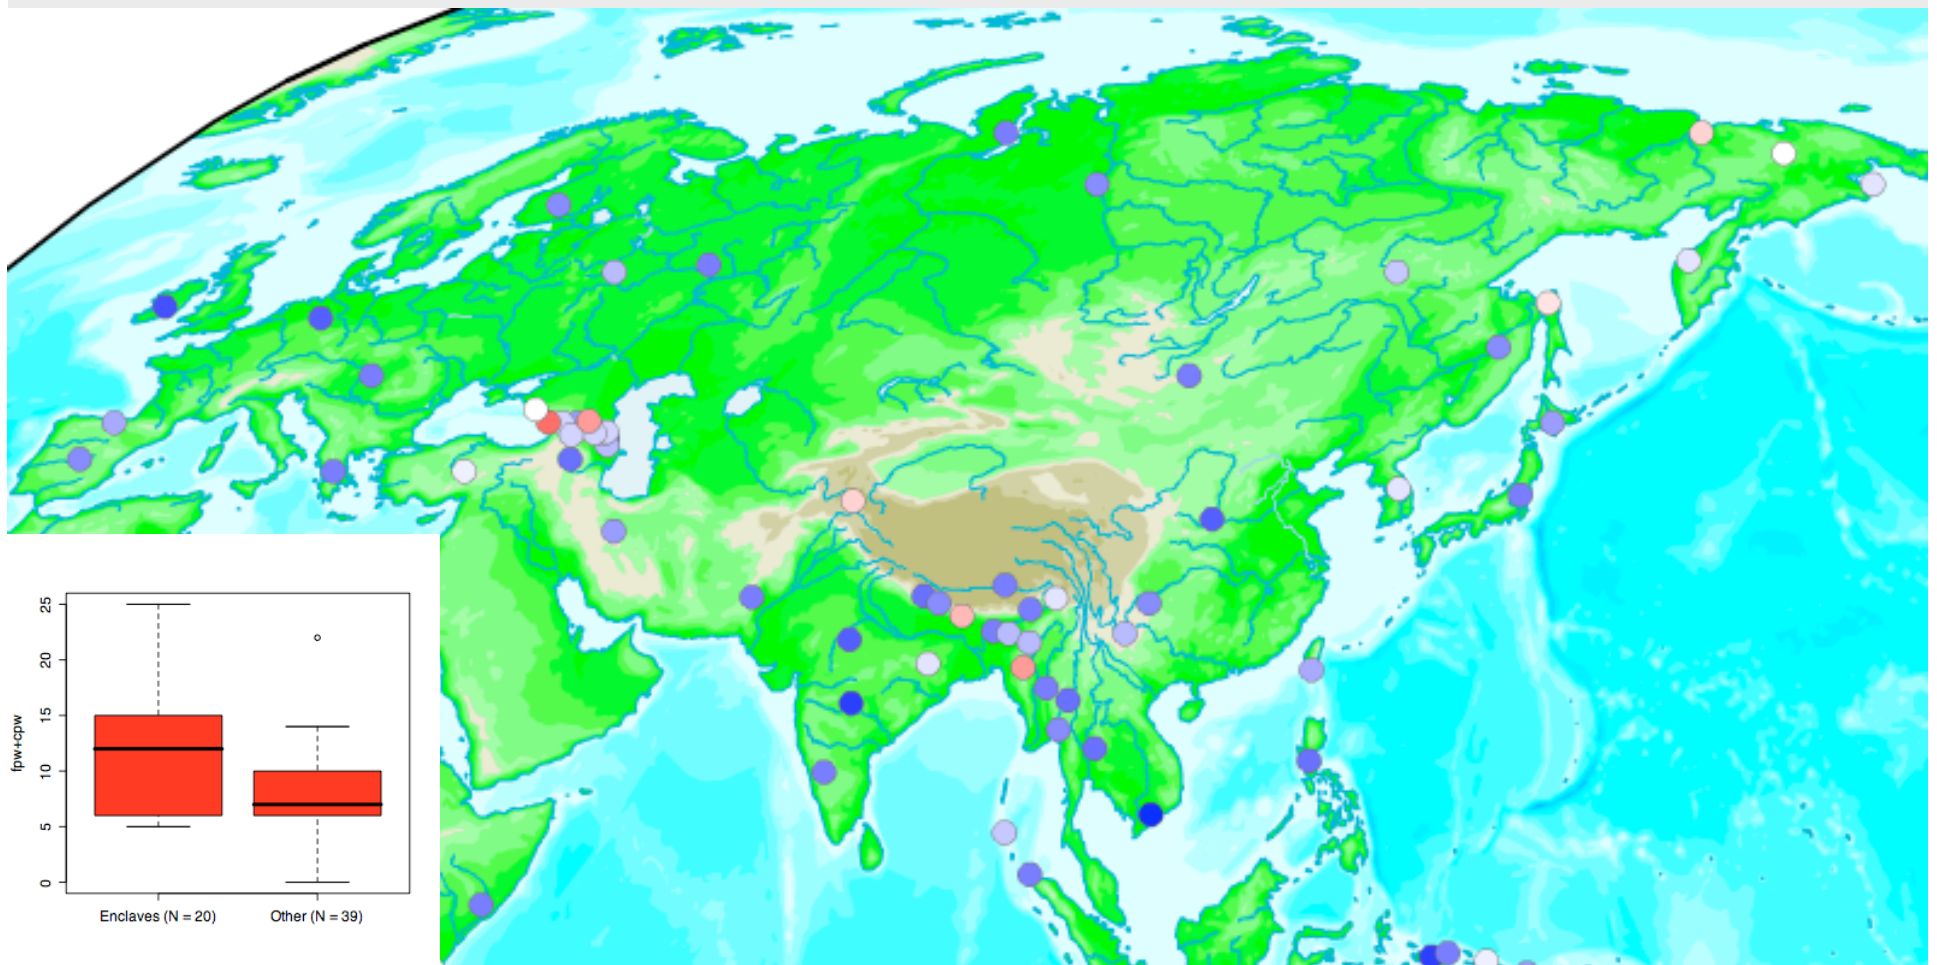 25
20
15
10
5
0
fpw+cpw
Enclaves (N = 20)
Other (N = 39)